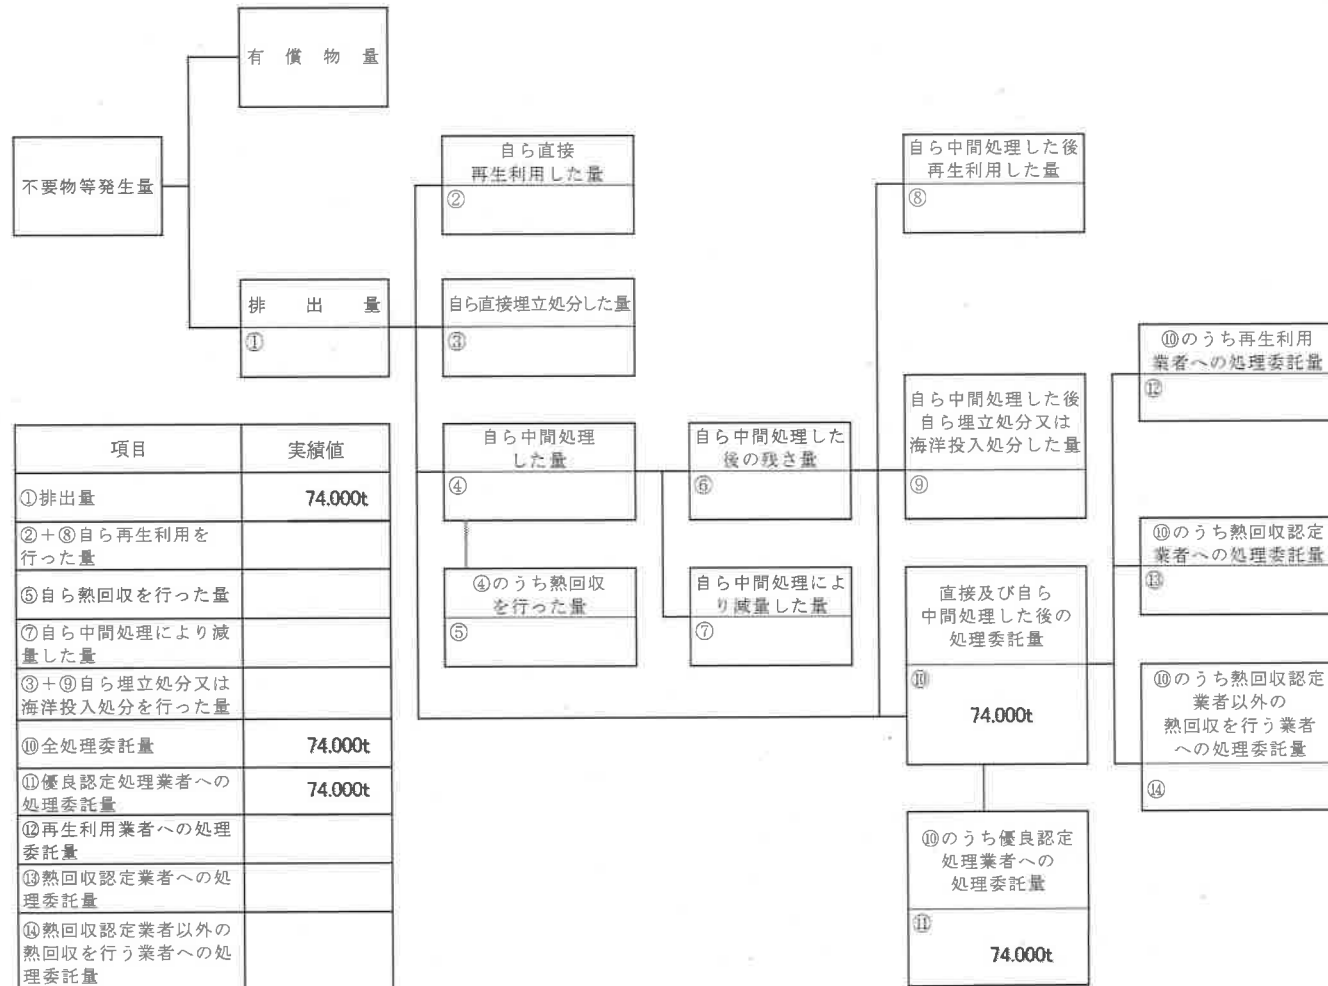 有償物量
不要物等発生量
排出量
①
自ら直接
再生利用した量
②
自ら直接埋立処分した量
③
自ら中間処理
した量
④
④のうち熱回収
を行った量
⑤
自ら中間処理した
後の残さ量
⑥
自ら中間処理によ
り減量した量
⑦
自ら中間処理した後
再生利用した量
⑧
自ら中間処理した後
自ら埋立処分又は
海洋投入処分した量
⑨
直接及び自ら
中間処理した後の
処理委託量
⑩
74.000t
⑩のうち優良認定
処理業者への
処理委託量
⑪
74.000t
⑩のうち再生利用
業者への処理委託量
⑫
⑩のうち熱回収認定
業者への処理委託量
⑬
⑩のうち熱回収認定
業者以外の
熱回収を行う業者
への処理委託量
⑭
項目 実績値
①排出量 74.000t
②+⑧自ら再生利用を
行った量
⑤自ら熱回収を行った量
⑦自ら中間処理により減
量した量
③+⑨自ら埋立処分又は
海洋投入処分を行った量
⑩全処理委託量 74.000t
⑪優良認定処理業者への
処理委託量 74.000t
⑫再生利用業者への処理
委託量
⑬熱回収認定業者への処
理委託量
⑭熱回収認定業者以外の
熱回収を行う業者への処
理委託量